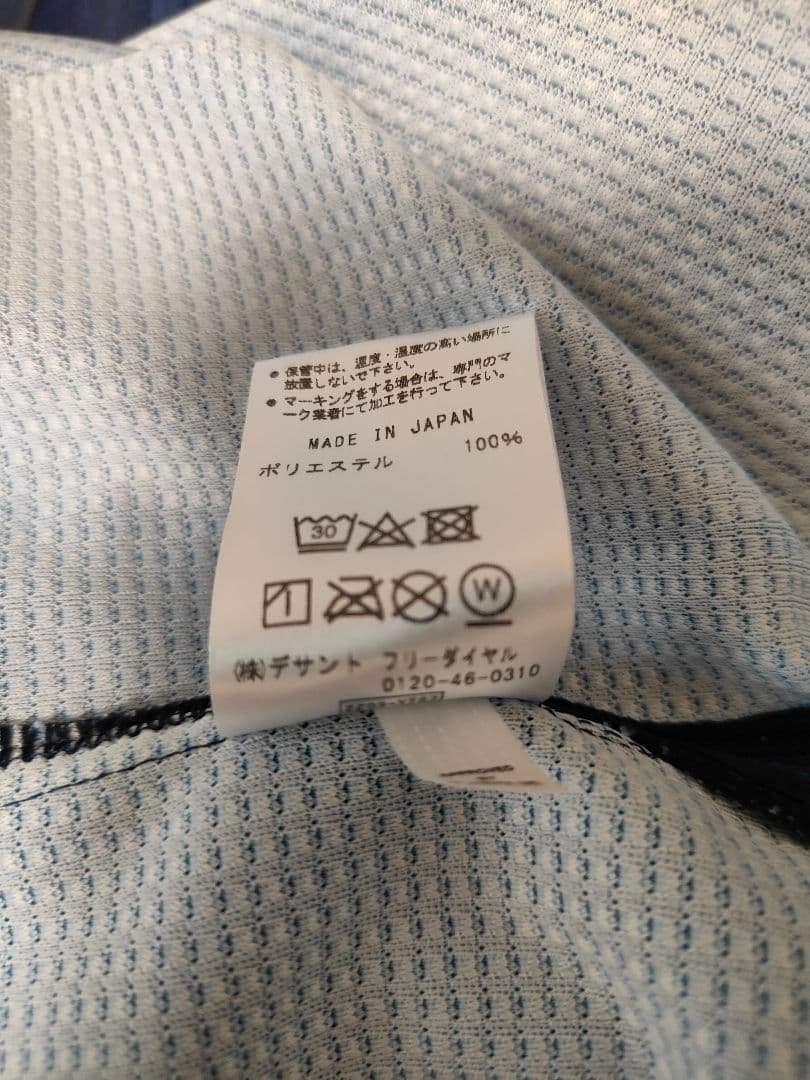 ● 保管中は、温度・湿度の高い場所に
放置しないで下さい。
● マーキングをする場合は、専門のマ
ーク業者にて加工を行って下さい。
MADE IN JAPAN
ポリエステル 100%
30
W
(株)デサント フリーダイヤル
0120-46-0310